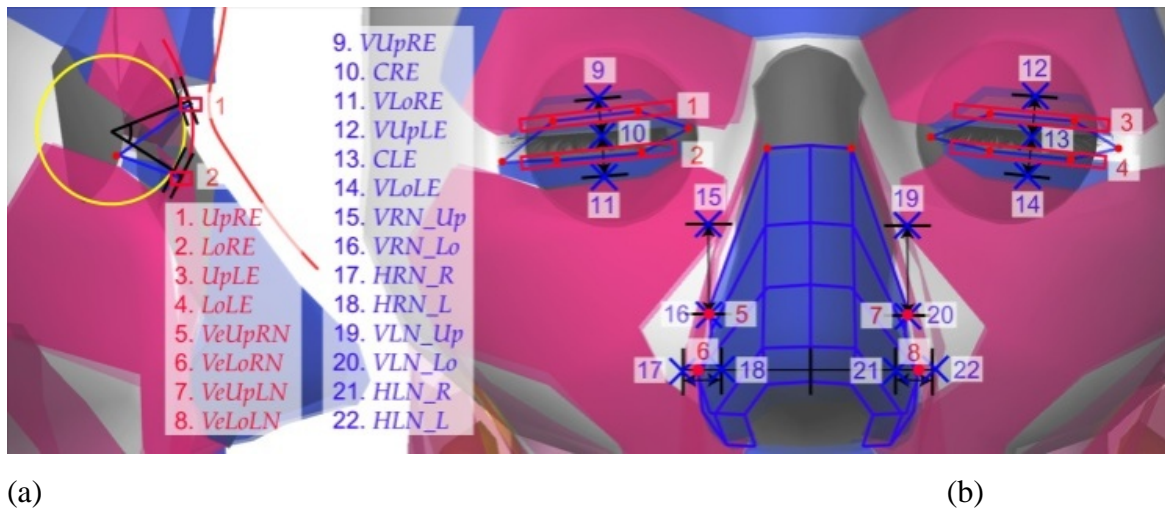 1
2
1. UpRE
2. LoRE
3. UpLE
4. LoLE
5 VeUpRN
6. VeLoRN
7. VeUpLN
8. VeLoLN
9. VUpRE
10. CRE
11. VLoRE
12. VUpLE
13. CLE
14. VLoLE
15. VRN_Up
16. VRN_Lo
17. HRN_R
18. HRN_L
19. VLN_Up
20. VLN_Lo
21. HLN_R
22. HLN_L
9
1
10
2
11
12
3
13
4
14
15
19
16
5
7
20
6
8
17
18
21
22
(a)
(b)